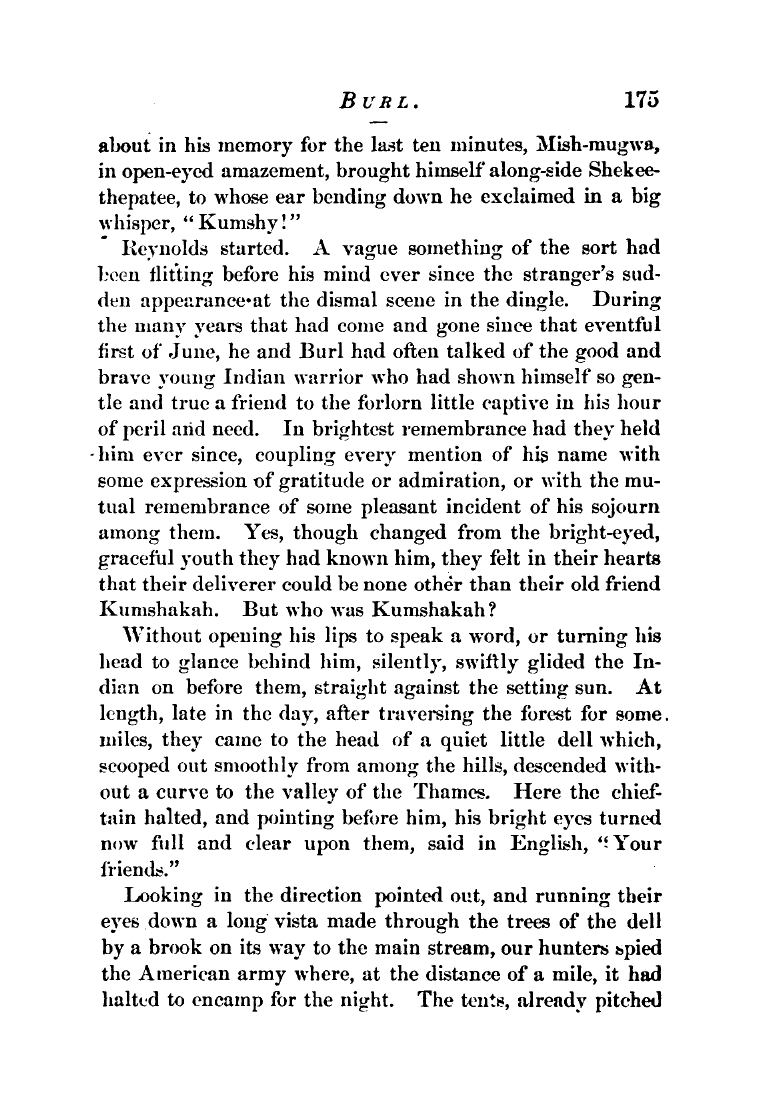 BURL. 175
about in his memory for the last ten minutes, Mish-mugwa,
in open-eyed amazement, brought himself along-side Shekee-
thepatee, to whose ear bending down he exclaimed in a big
whisper, "Kumshy!"
Reynolds started. A vague something of the sort had
been flitting before his mind ever since the stranger's sud-
den appearance at the dismal scene in the dingle. During
the many years that had come and gone since that eventful
first of June, he and Burl had often talked of the good and
brave young Indian warrior who had shown himself so gen-
tle and true a friend to the forlorn little captive in his hour
of peril and need. In brightest remembrance had they held
him ever since, coupling every mention of his name with
some expression of gratitude or admiration, or with the mu-
tual remembrance of some pleasant incident of his sojourn
among them. Yes, though changed from the bright-eyed,
graceful youth they had known him, they felt in their hearts
that their deliverer could be none other than their old friend
Kumshakah. But who was Kumshakah?
Without opening his lips to speak a word, or turning his
head to glance behind him, silently, swiftly glided the In-
dian on before them, straight against the setting sun. At
length, late in the day, after traversing the forest for some
miles, they came to the head of a quiet little dell which,
scooped out smoothly from among the hills, descended with-
out a curve to the valley of the Thames. Here the chief-
tain halted, and pointing before him, his bright eyes turned
now full and clear upon them, said in English, "Your
friends."
Looking in the direction pointed out, and running their
eyes down a long vista made through the trees of the dell
by a brook on its way to the main stream, our hunters spied
the American army where, at the distance of a mile, it had
halted to encamp for the night. The tents, already pitched